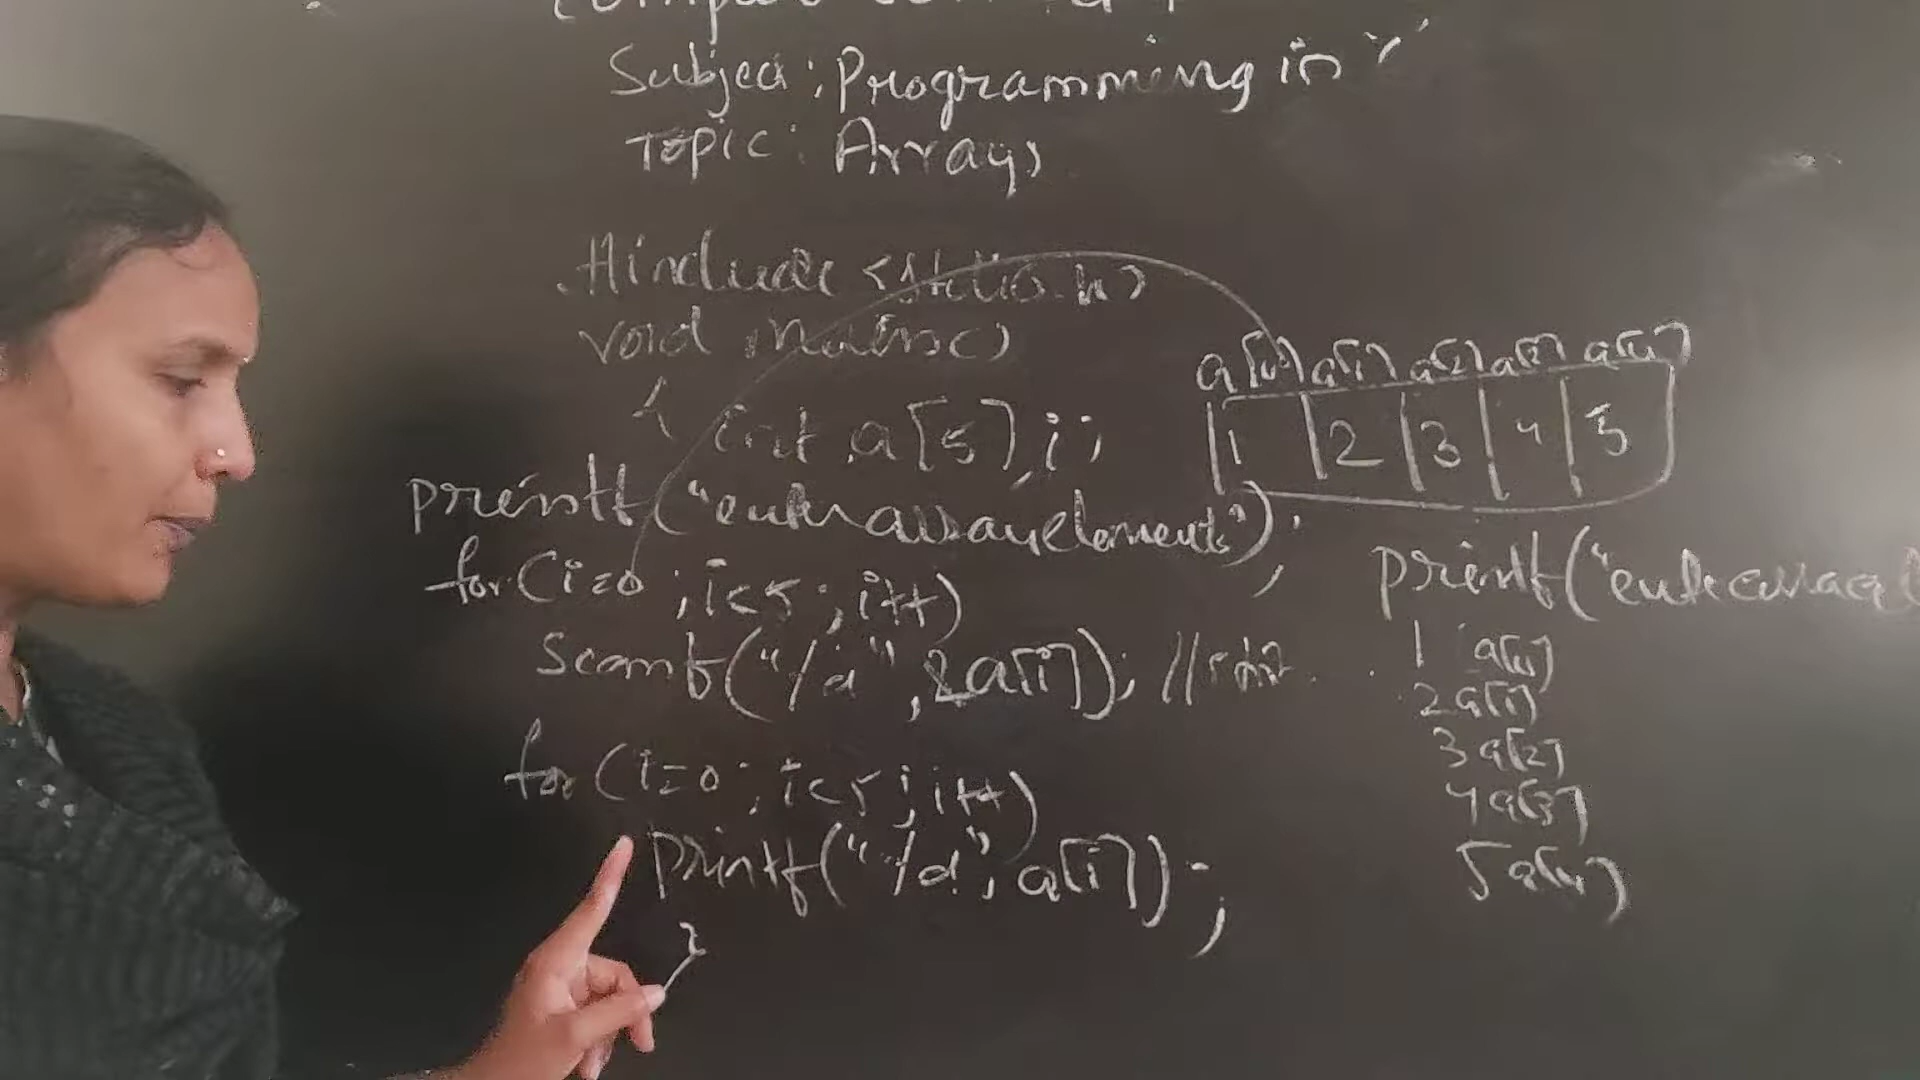 Subject: Programming in 'C'
Topic: Arrays
#include <stdio.h>
void main()
{ int a[5], i;
printf("enter array elements");
for(i=0; i<5; i++)
scanf("/d", &a[i]); //
for(i=0; i<5; i++)
printf("/d", a[i]);
}
a[0] a[1] a[2] a[3] a[4]
1 2 3 4 5
printf("enter array
1 a[0]
2 a[1]
3 a[2]
4 a[3]
5 a[4]